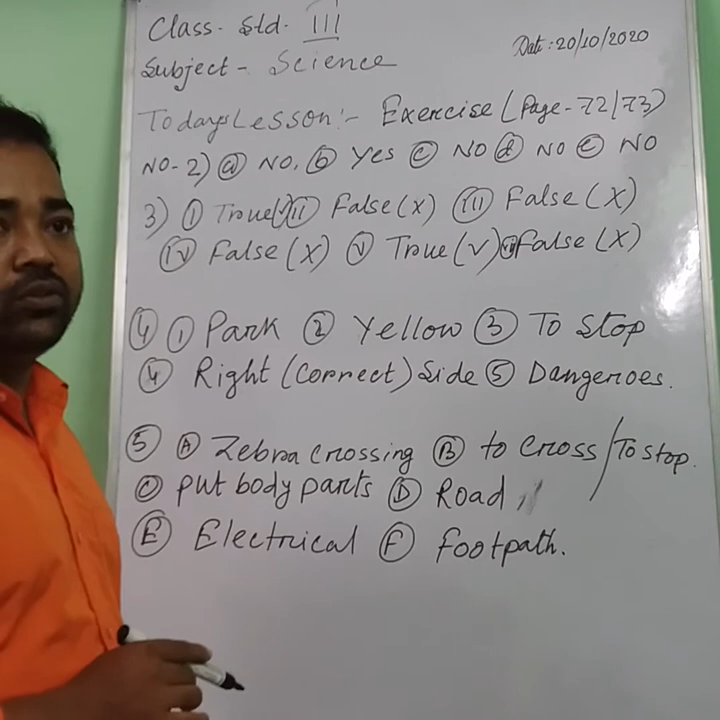 Class. Std. III
Date: 20/10/2020
Subject - Science
Todays Lesson:- Exercise (Page-72/73)
NO-2) ⓐ NO, ⓑ Yes ⓒ NO ⓓ NO ⓔ NO
3) ⓘ True(✓) (ii) False(X) (iii) False(X)
(iv) False(X) (v) True(✓) (vi) False(X)
④ ① Park ② Yellow ③ To Stop
④ Right (Correct) Side ⑤ Dangeroes.
⑤ Ⓐ Zebra crossing Ⓑ to cross/To stop.
Ⓒ put body parts Ⓓ Road,
Ⓔ Electrical Ⓕ footpath.